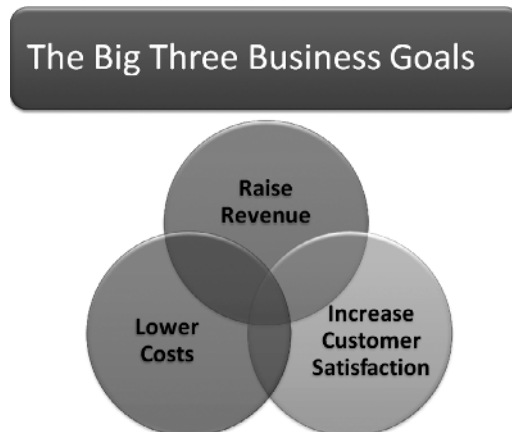 The Big Three Business Goals
Raise
Revenue
Lower
Costs
Increase
Customer
Satisfaction